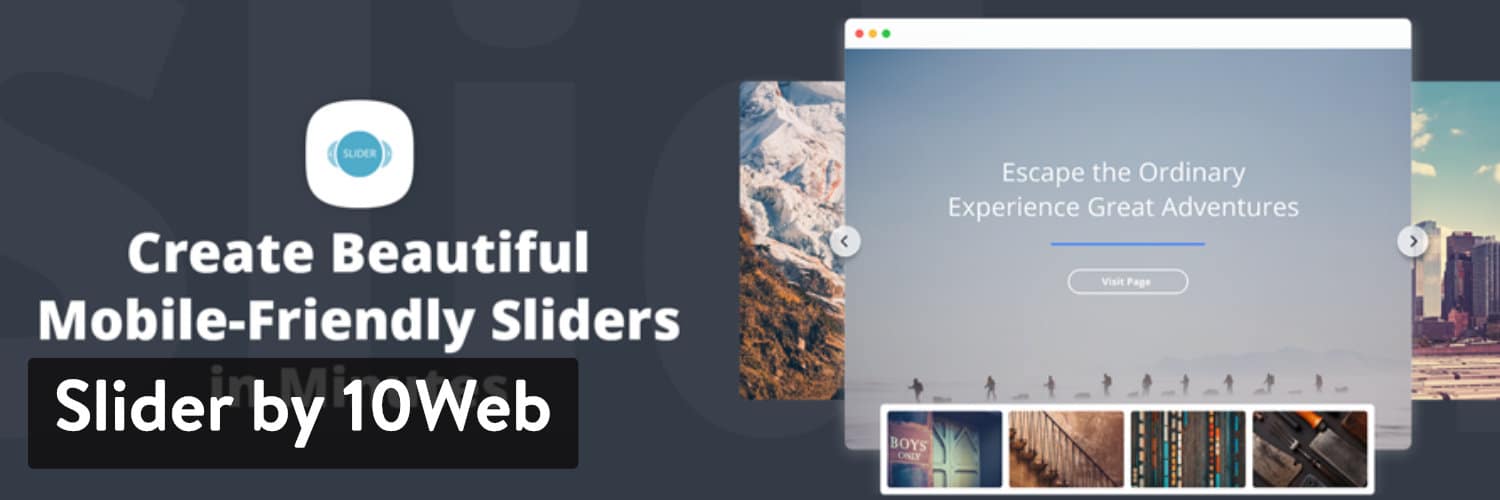 SLIDER
Create Beautiful
Mobile-Friendly Sliders
in Minutes
Slider by 10Web
Escape the Ordinary
Experience Great Adventures
Visit Page
BOYS
ONLY